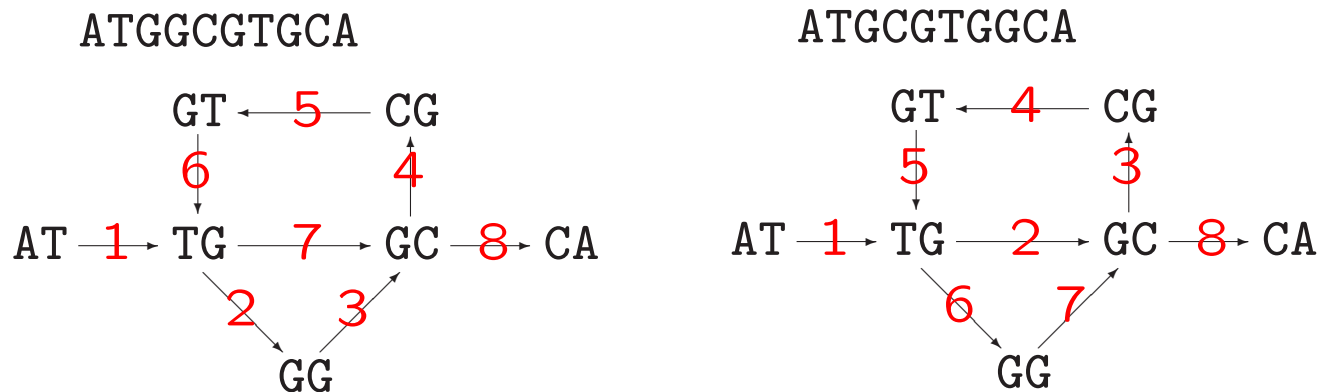 ATGGCGTGCA
GT 5 CG
6 4
AT 1 TG 7 GC 8 CA
2 3
GG
ATGCGTGGCA
GT 4 CG
5 3
AT 1 TG 2 GC 8 CA
6 7
GG